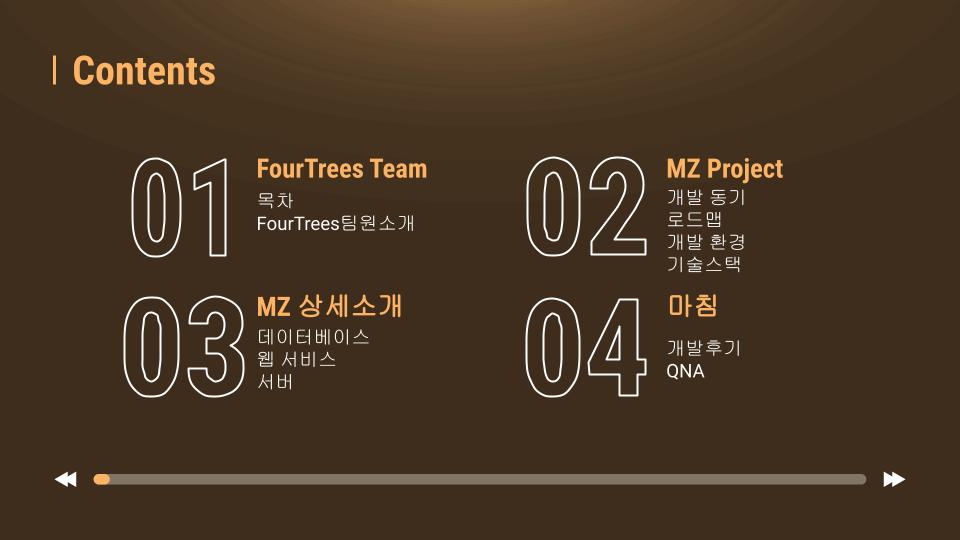 Contents
01
FourTrees Team
목차
FourTrees팀원소개
02
MZ Project
개발 동기
로드맵
개발 환경
기술스택
03
MZ 상세소개
데이터베이스
웹 서비스
서버
04
마침
개발후기
QNA